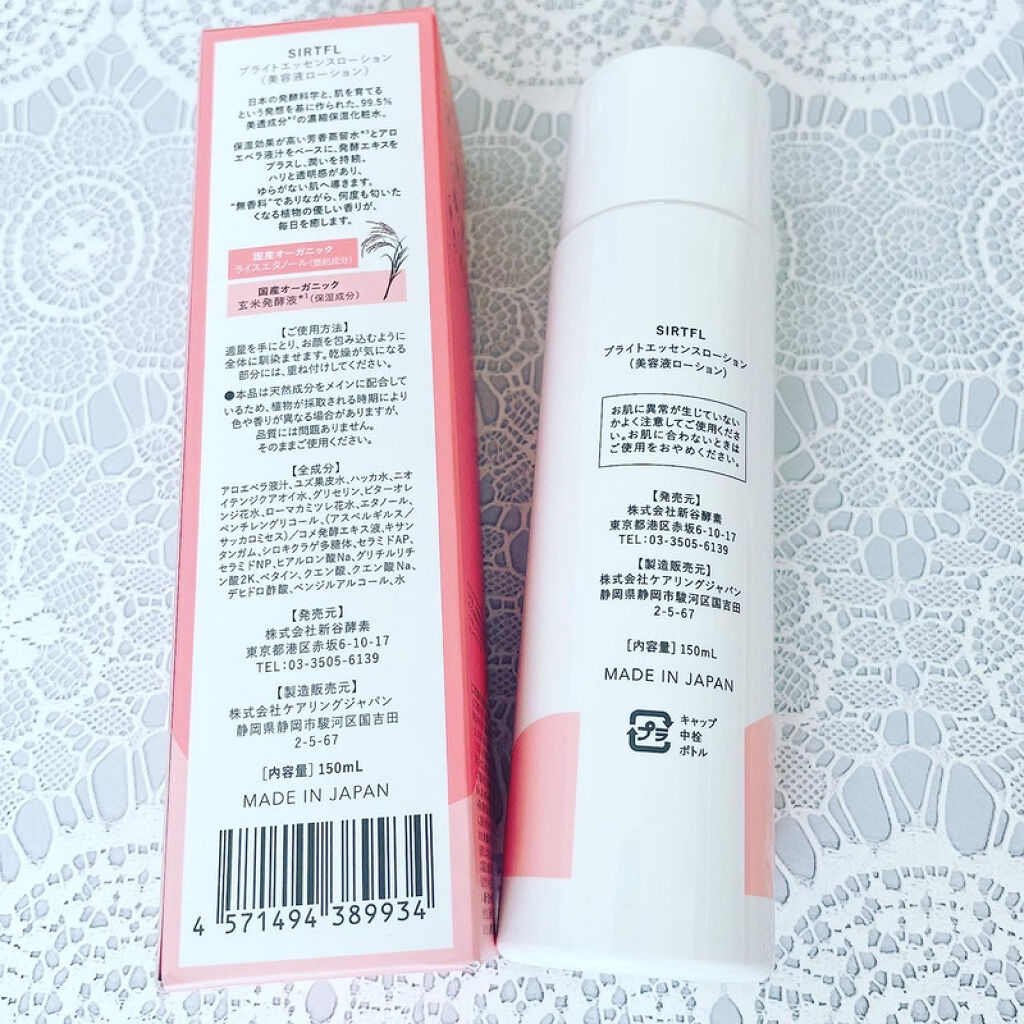 SIRTFL
ブライトエッセンスローション
(美容液ローション)
日本の発酵科学と、肌を育てる
という発想を基に作られた、99.5%
美透成分*²の濃縮保湿化粧水。
保湿効果が高い芳香蒸留水*³とアロ
エベラ液汁をベースに、発酵エキスを
プラスし、潤いを持続。
ハリと透明感があり、
ゆらがない肌へ導きます。
“無香料”でありながら、何度も匂いた
くなる植物の優しい香りが、
毎日を癒します。
国産オーガニック
ライスエタノール(整肌成分)
国産オーガニック
玄米発酵液*¹(保湿成分)
【ご使用方法】
適量を手にとり、お顔を包み込むように
全体に馴染ませます。乾燥が気になる
部分には、重ね付けしてください。
●本品は天然成分をメインに配合して
いるため、植物が採取される時期により
色や香りが異なる場合がありますが、
品質には問題ありません。
そのままご使用ください。
【全成分】
アロエベラ液汁、ユズ果皮水、ハッカ水、ニオ
イテンジクアオイ水、グリセリン、ビターオレ
ンジ花水、ローマカミツレ花水、エタノール、
ペンチレングリコール、(アスペルギルス/
サッカロミセス)/コメ発酵エキス液、キサン
タンガム、シロキクラゲ多糖体、セラミドAP、
セラミドNP、ヒアルロン酸Na、グリチルリチ
ン酸2K、ベタイン、クエン酸、クエン酸Na、
デヒドロ酢酸、ベンジルアルコール、水
【発売元】
株式会社新谷酵素
東京都港区赤坂6-10-17
TEL:03-3505-6139
【製造販売元】
株式会社ケアリングジャパン
静岡県静岡市駿河区国吉田
2-5-67
[内容量] 150mL
MADE IN JAPAN
4 571494 389934
SIRTFL
ブライトエッセンスローション
(美容液ローション)
お肌に異常が生じていない
かよく注意してご使用くださ
い。お肌に合わないときは
ご使用をおやめください。
【発売元】
株式会社新谷酵素
東京都港区赤坂6-10-17
TEL:03-3505-6139
【製造販売元】
株式会社ケアリングジャパン
静岡県静岡市駿河区国吉田
2-5-67
[内容量] 150mL
MADE IN JAPAN
プラ
キャップ
中栓
ボトル